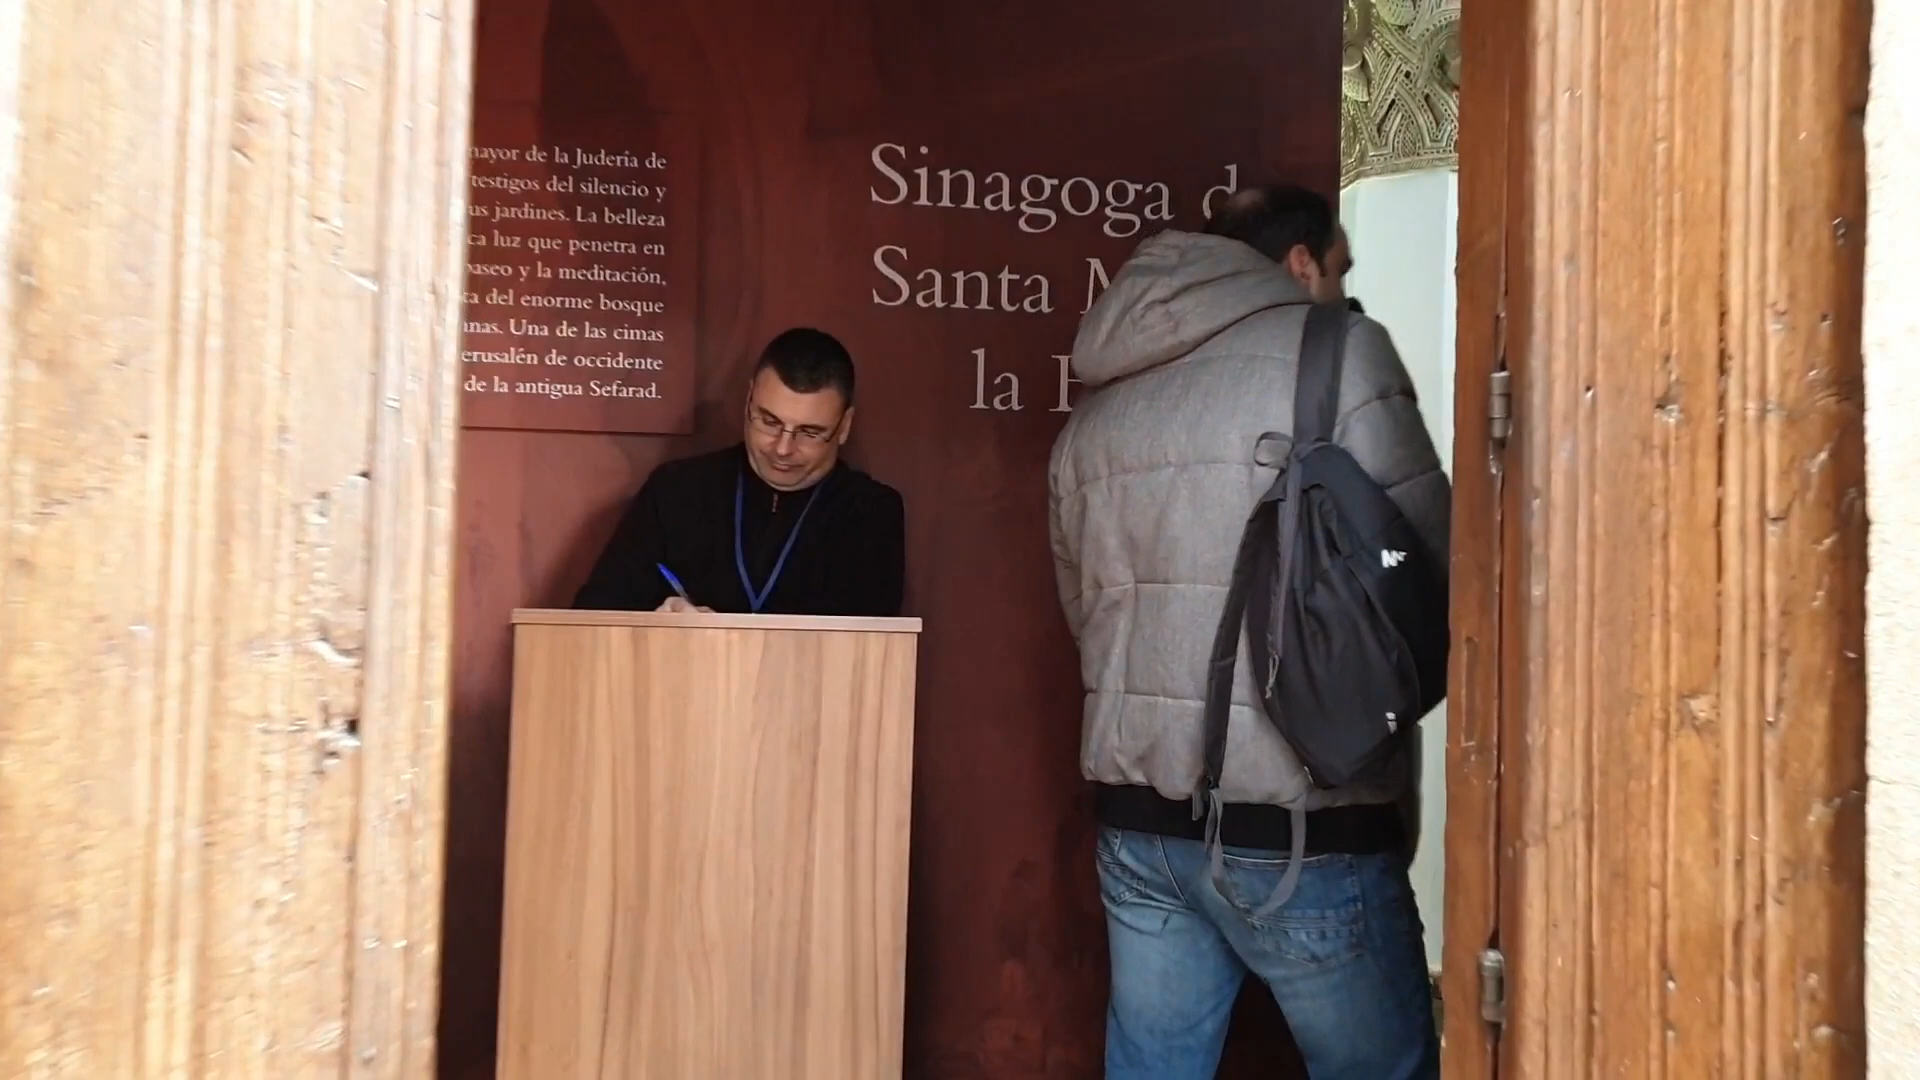 mayor de la Judería de
testigos del silencio y
us jardines. La belleza
ca luz que penetra en
paseo y la meditación,
ta del enorme bosque
Una de las cimas
erusalén de occidente
de la antigua Sefarad.
Sinagoga d
Santa M
la